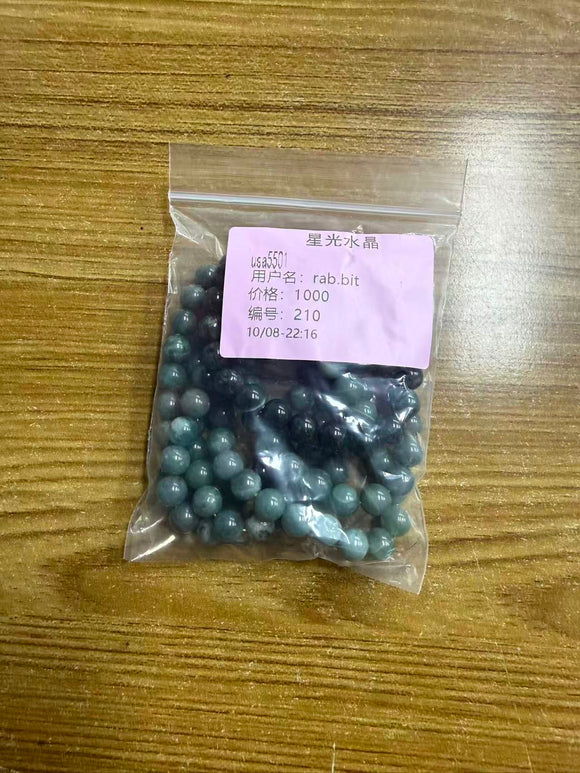 星光水晶
usa5501
用户名：rab.bit
价格：1000
编号：210
10/08-22:16